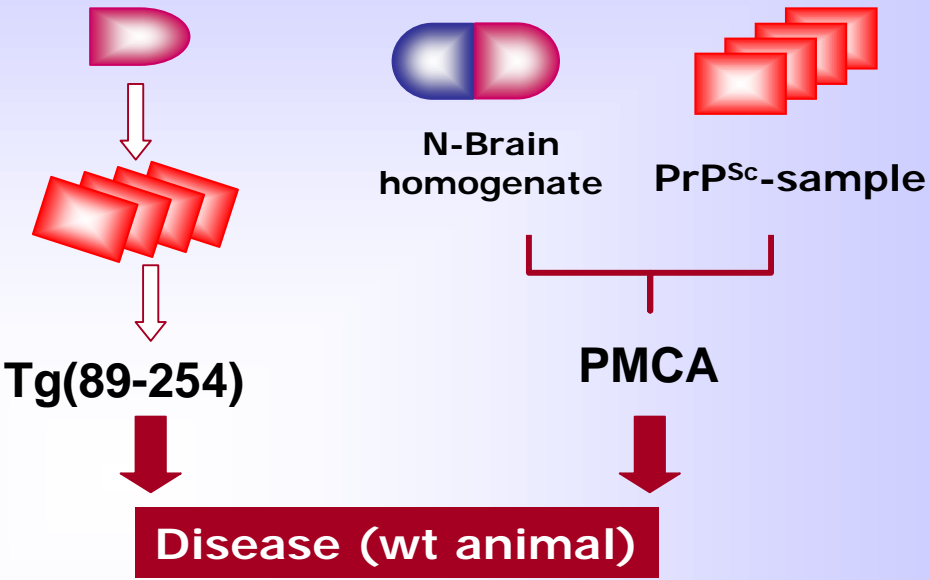 N-Brain
homogenate
PrPSc-sample
Tg(89-254)
PMCA
Disease (wt animal)